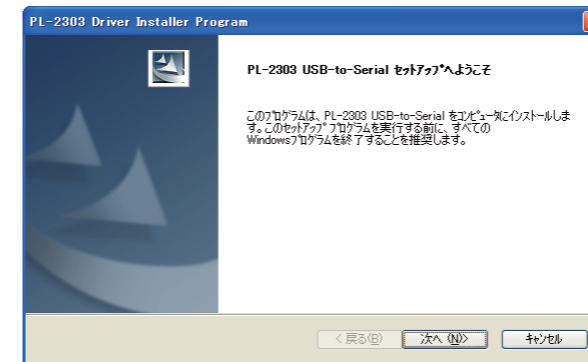 PL-2303 Driver Installer Program
PL-2303 USB-to-Serial ｾｯﾄｱｯﾌﾟへようこそ
このﾌﾟﾛｸﾞﾗﾑは、PL-2303 USB-to-Serial をｺﾝﾋﾟｭｰﾀにｲﾝｽﾄｰﾙしま
す。このｾｯﾄｱｯﾌﾟ ﾌﾟﾛｸﾞﾗﾑを実行する前に、すべての
Windowsﾌﾟﾛｸﾞﾗﾑを終了することを推奨します。
< 戻る(B) 次へ (N)> ｷｬﾝｾﾙ